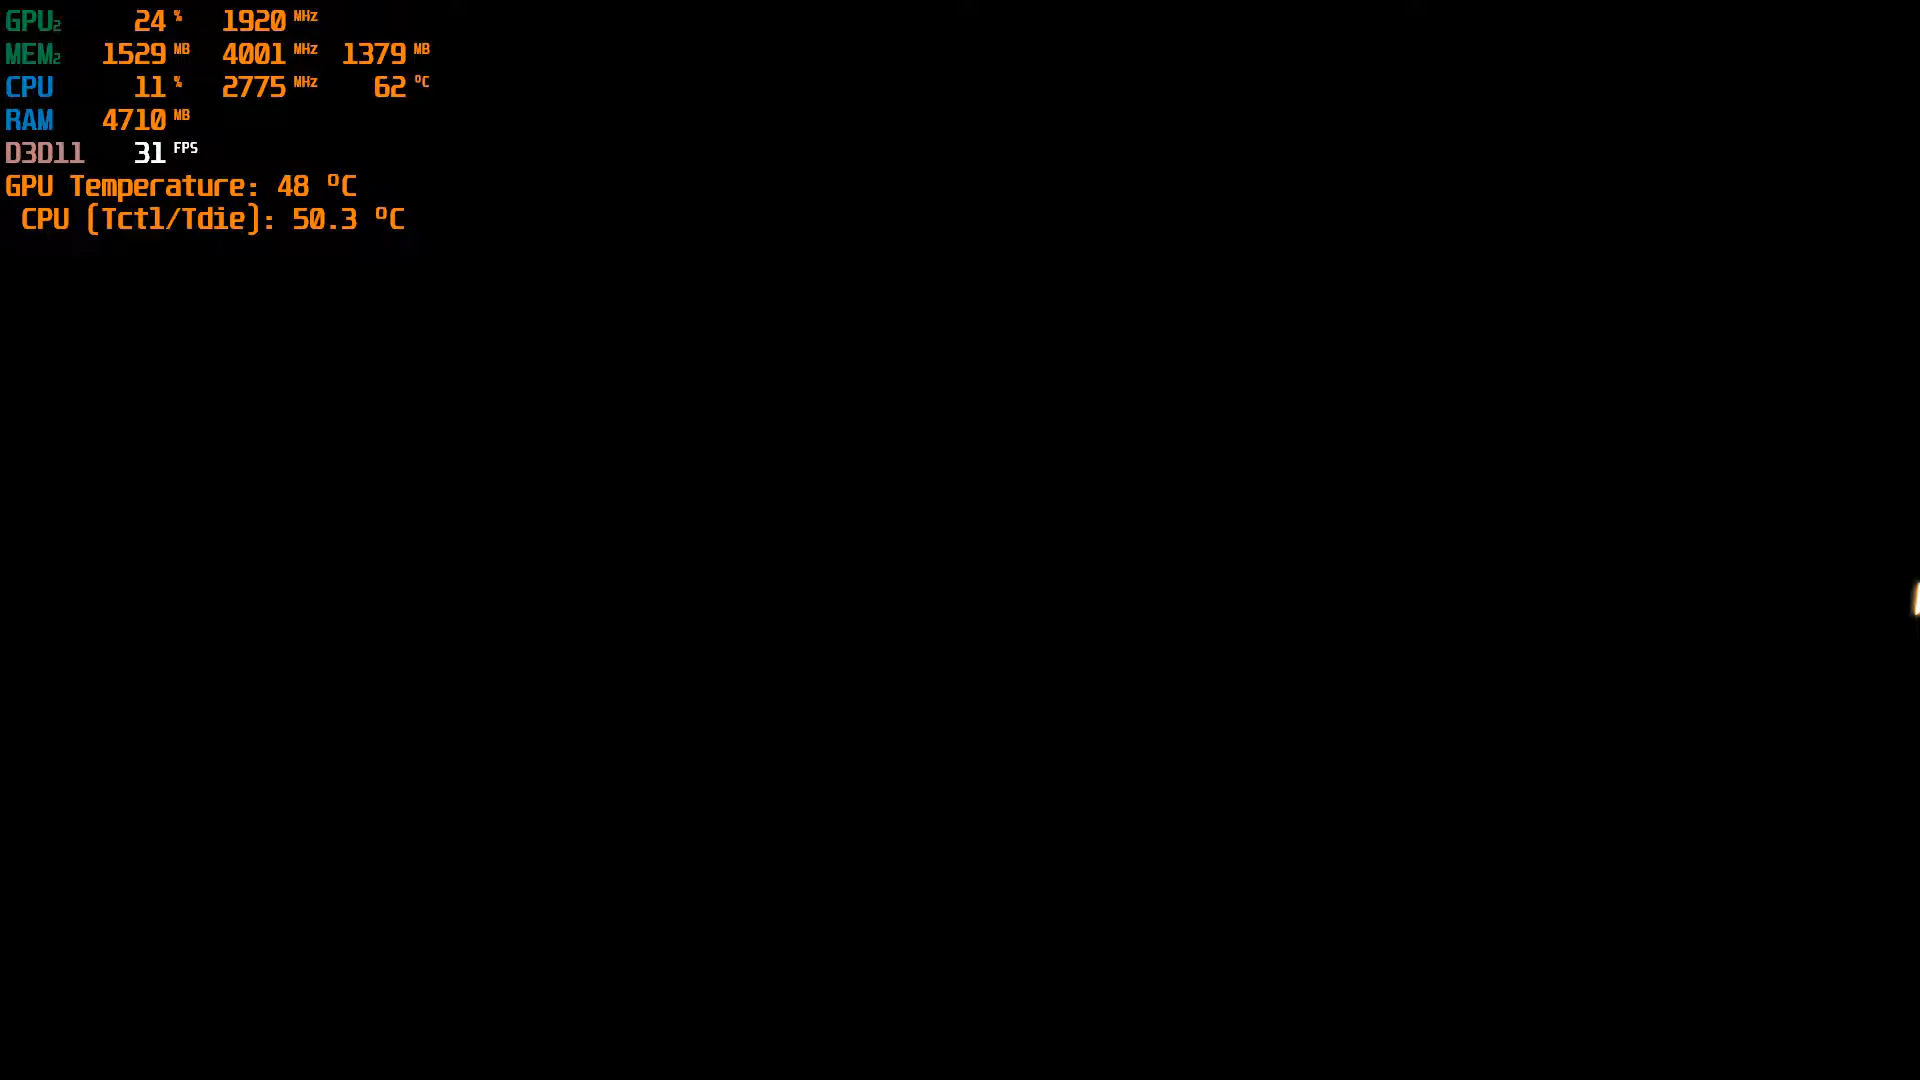 GPU2 24 % 1920 MHz
MEM2 1529 MB 4001 MHz 1379 MB
CPU 11 % 2775 MHz 62 °C
RAM 4710 MB
D3D11 31 FPS
GPU Temperature: 48 °C
CPU (Tctl/Tdie): 50.3 °C